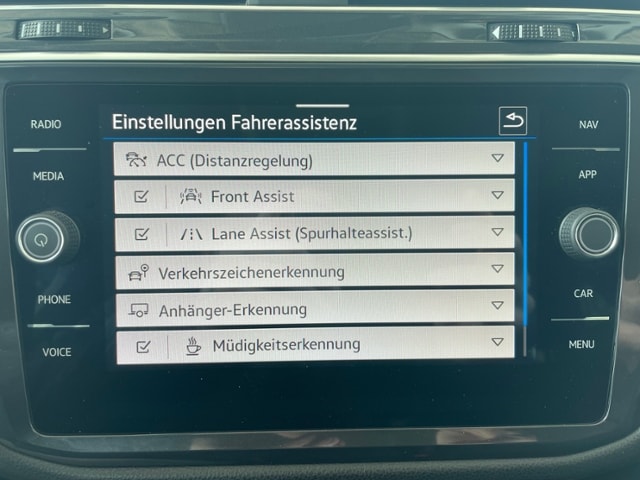 RADIO
MEDIA
PHONE
VOICE
Einstellungen Fahrerassistenz
ACC (Distanzregelung)
Front Assist
Lane Assist (Spurhalteassist.)
Verkehrszeichenerkennung
Anhänger-Erkennung
Müdigkeitserkennung
NAV
APP
CAR
MENU